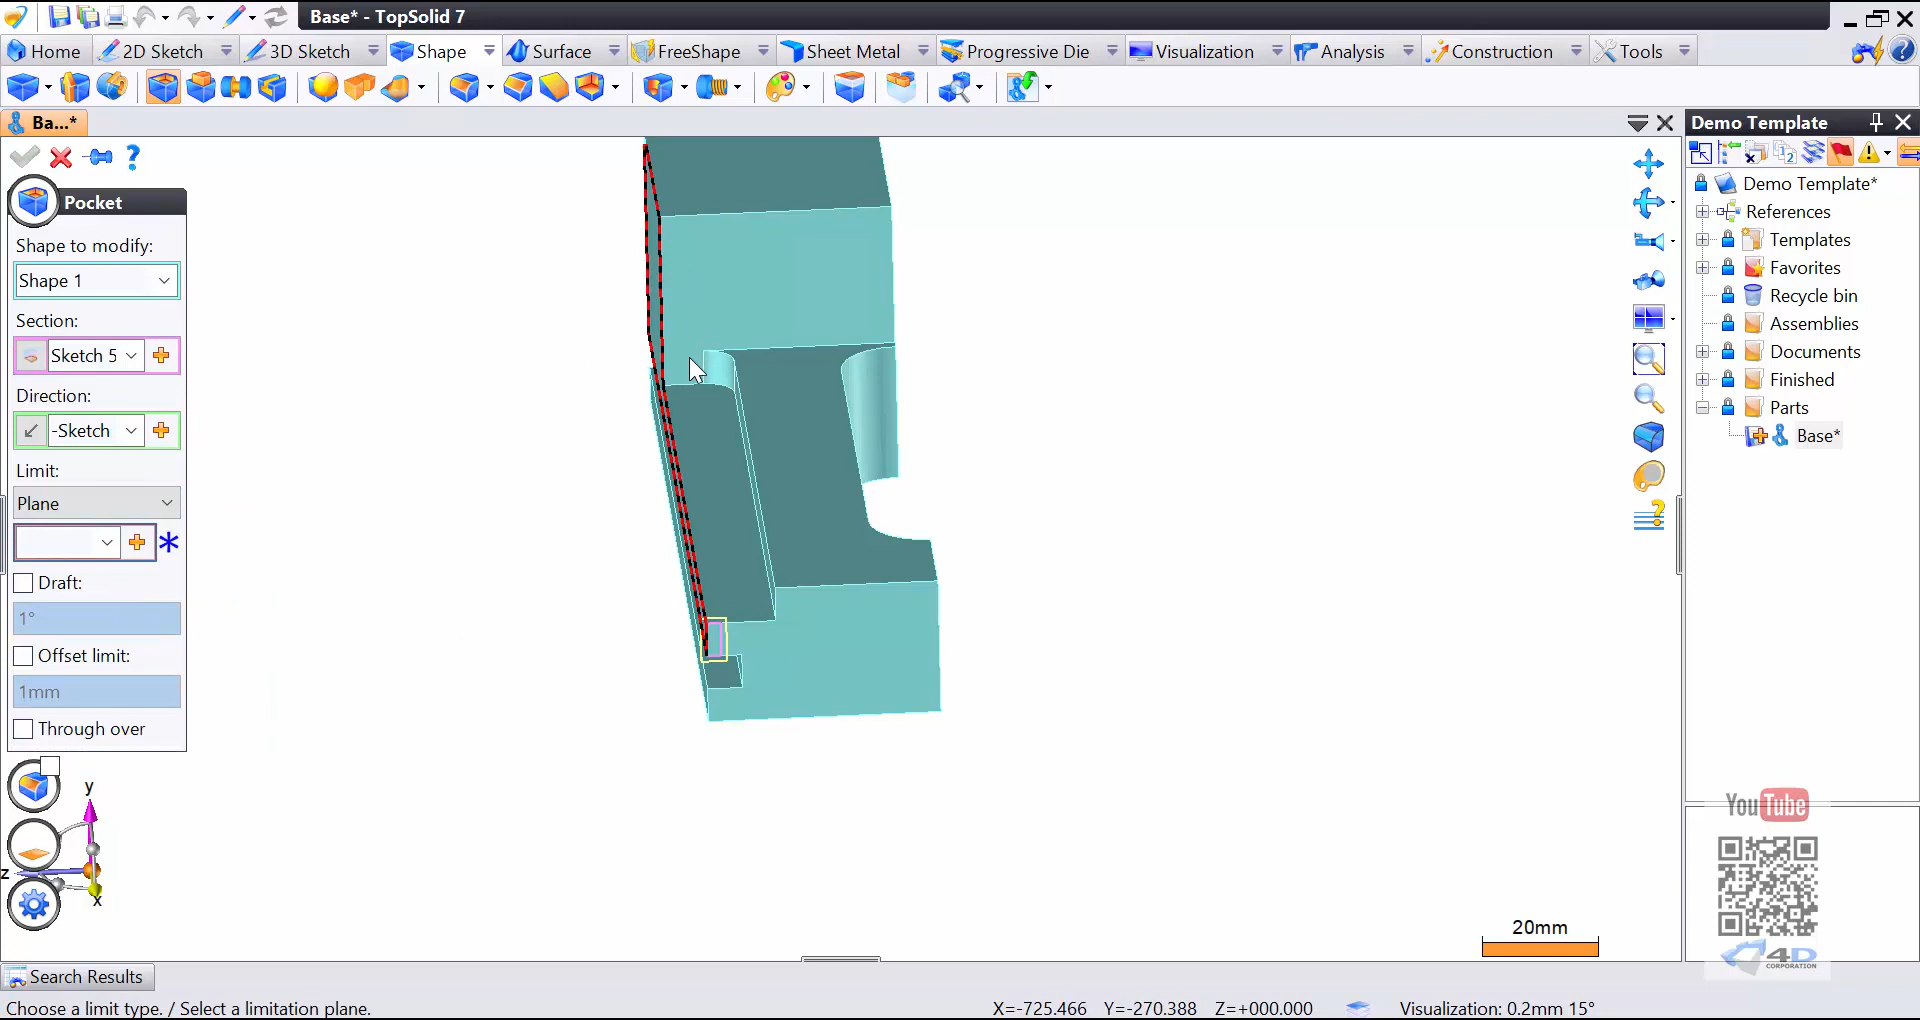 Base* - TopSolid 7
Home 2D Sketch 3D Sketch Shape Surface FreeShape Sheet Metal Progressive Die Visualization Analysis Construction Tools
Ba...*
Demo Template
Pocket
Shape to modify:
Shape 1
Section:
Sketch 5
Direction:
-Sketch
Limit:
Plane
Draft:
1°
Offset limit:
1mm
Through over
y
z
x
Demo Template*
References
Templates
Favorites
Recycle bin
Assemblies
Documents
Finished
Parts
Base*
YouTube
4D
CORPORATION
20mm
Search Results
Choose a limit type. / Select a limitation plane.
X=-725.466 Y=-270.388 Z=+000.000
Visualization: 0.2mm 15°